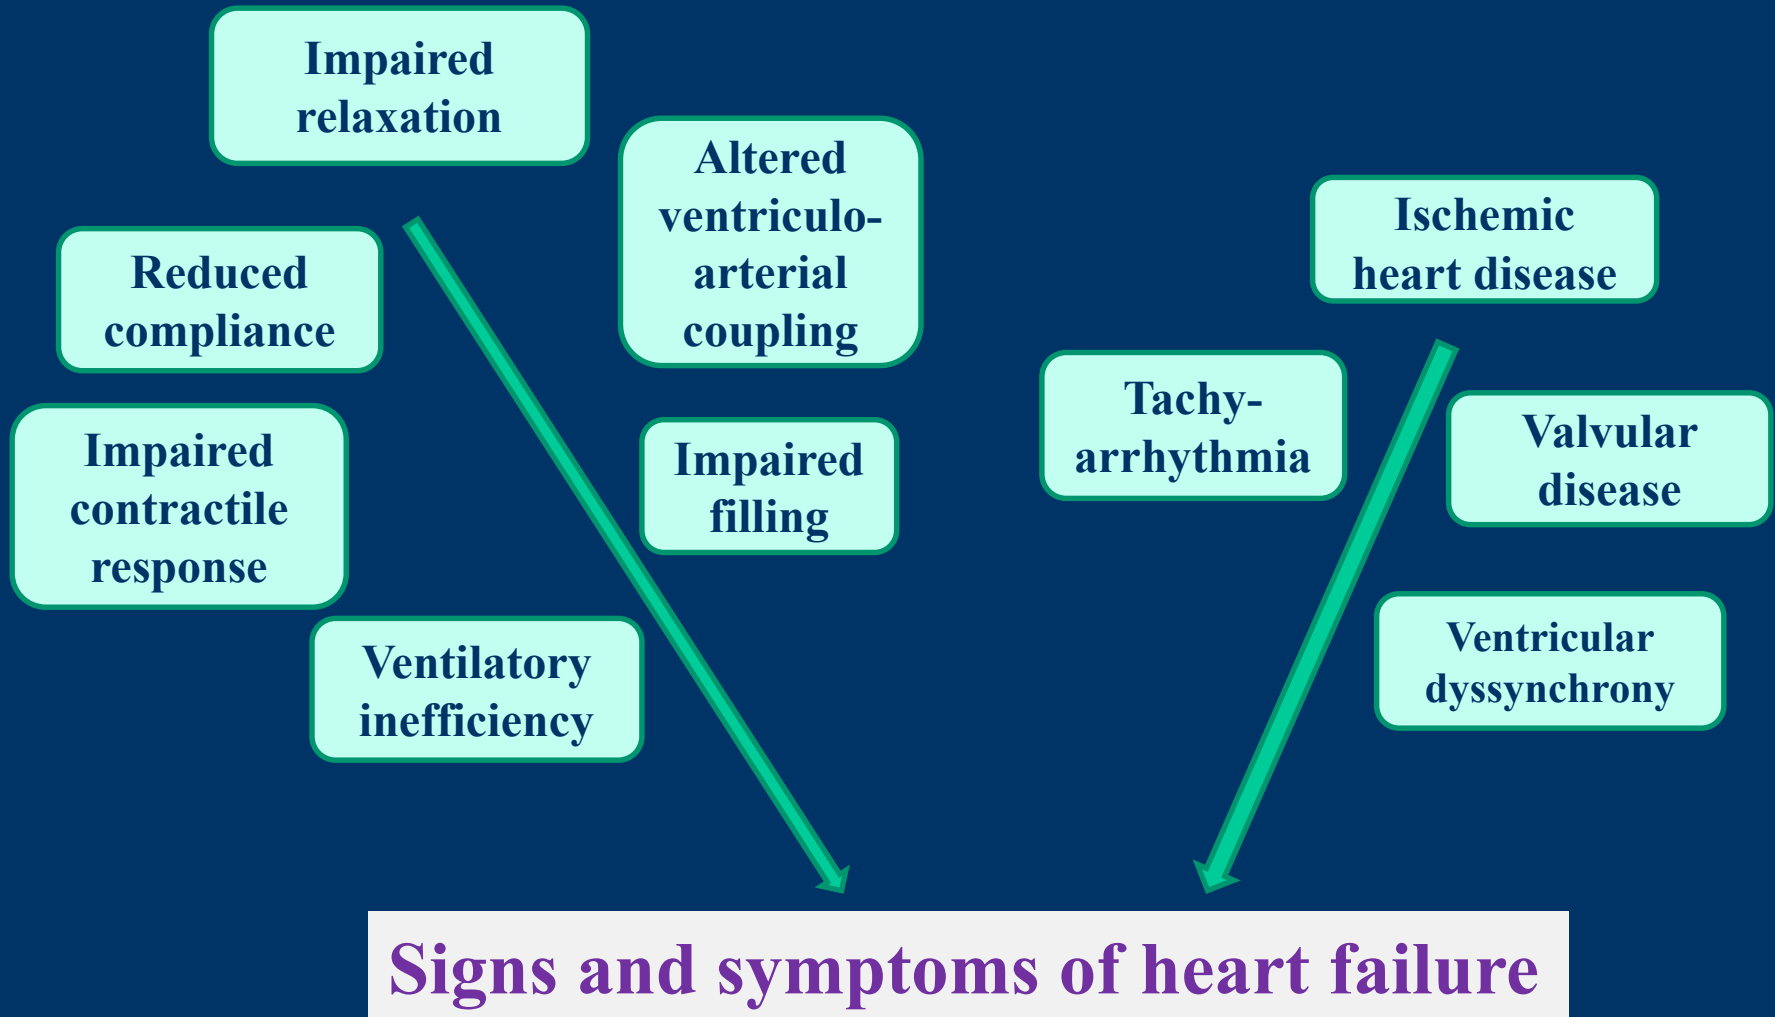 Impaired
relaxation
Altered
ventriculo-
arterial
coupling
Reduced
compliance
Impaired
contractile
response
Impaired
filling
Ventilatory
inefficiency
Ischemic
heart disease
Tachy-
arrhythmia
Valvular
disease
Ventricular
dyssynchrony
Signs and symptoms of heart failure